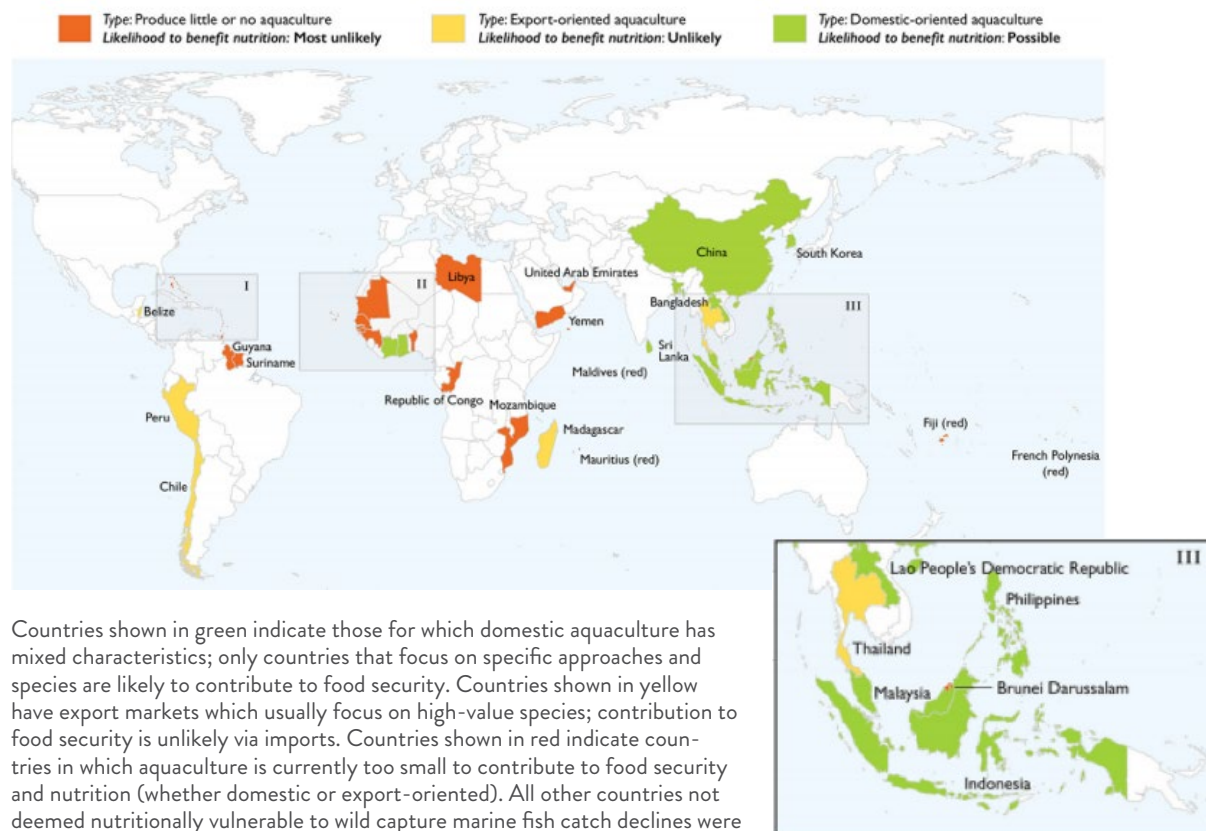 Type: Produce little or no aquaculture
Likelihood to benefit nutrition: Most unlikely
Type: Export-oriented aquaculture
Likelihood to benefit nutrition: Unlikely
Type: Domestic-oriented aquaculture
Likelihood to benefit nutrition: Possible
I
II
III
China
South Korea
Libya
United Arab Emirates
Bangladesh
Yemen
Belize
Guyana
Suriname
Sri
Lanka
Maldives (red)
Republic of Congo
Mozambique
Peru
Madagascar
Mauritius (red)
Fiji (red)
French Polynesia
(red)
Chile
III
Lao People's Democratic Republic
Philippines
Thailand
Malaysia
Brunei Darussalam
Indonesia
Countries shown in green indicate those for which domestic aquaculture has
mixed characteristics; only countries that focus on specific approaches and
species are likely to contribute to food security. Countries shown in yellow
have export markets which usually focus on high-value species; contribution to
food security is unlikely via imports. Countries shown in red indicate coun-
tries in which aquaculture is currently too small to contribute to food security
and nutrition (whether domestic or export-oriented). All other countries not
deemed nutritionally vulnerable to wild capture marine fish catch declines were